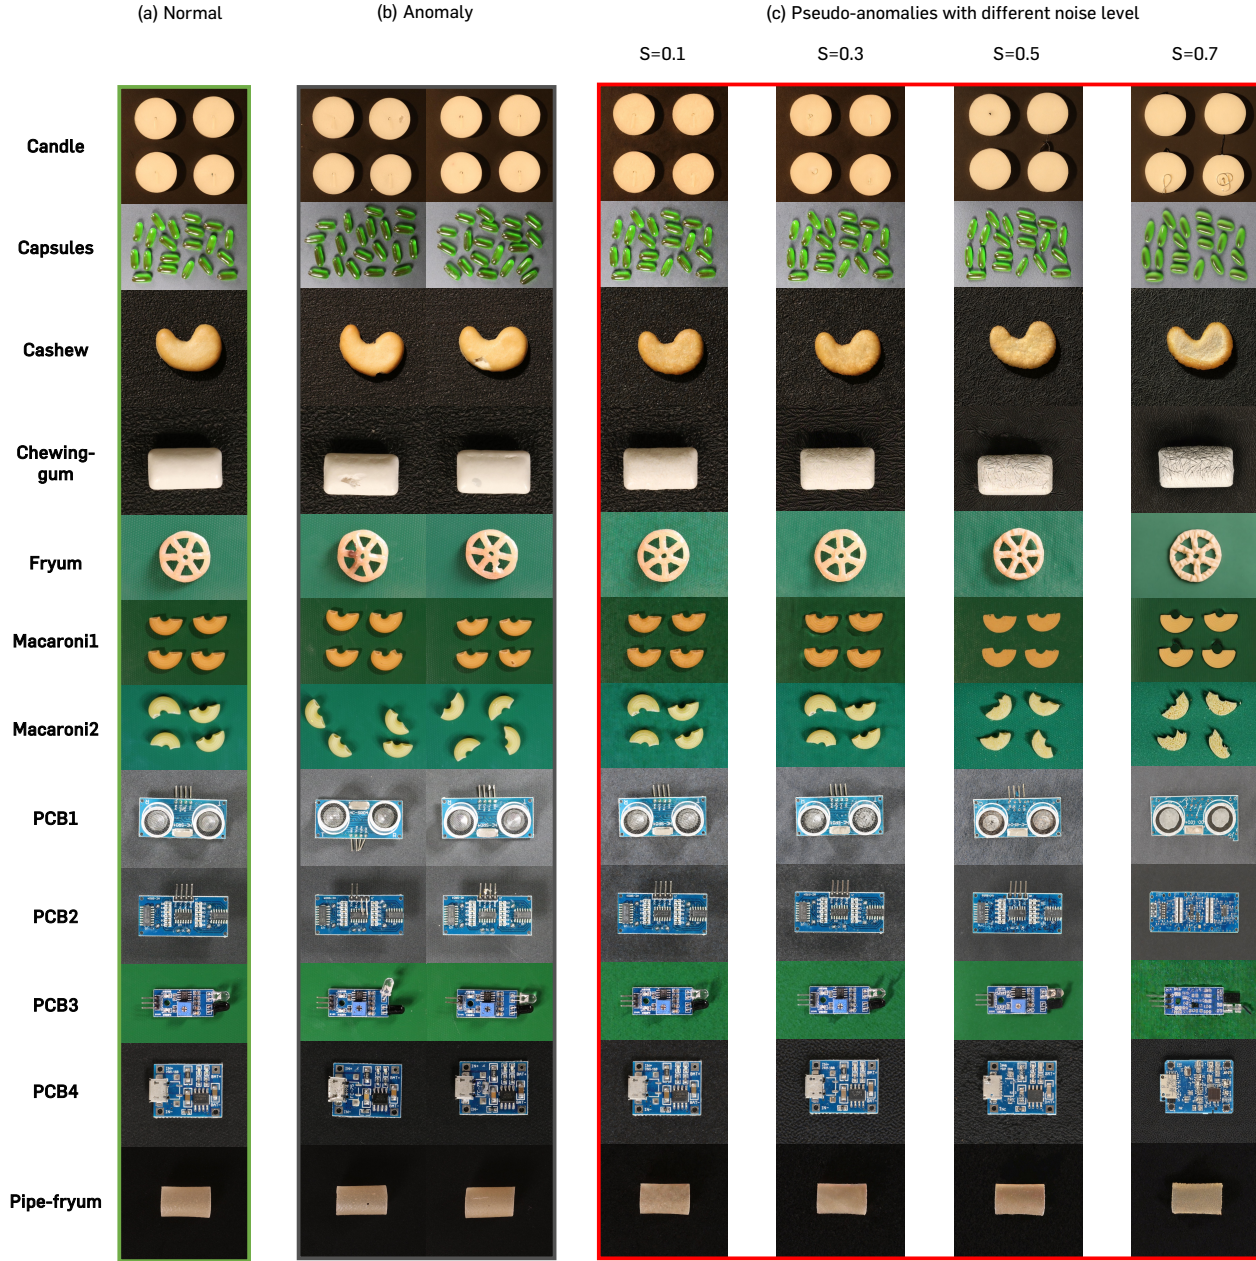 (a) Normal
(b) Anomaly
(c) Pseudo-anomalies with different noise level
S=0.1
S=0.3
S=0.5
S=0.7
Candle
Capsules
Cashew
Chewing-
gum
Fryum
Macaroni1
Macaroni2
PCB1
PCB2
PCB3
PCB4
Pipe-fryum